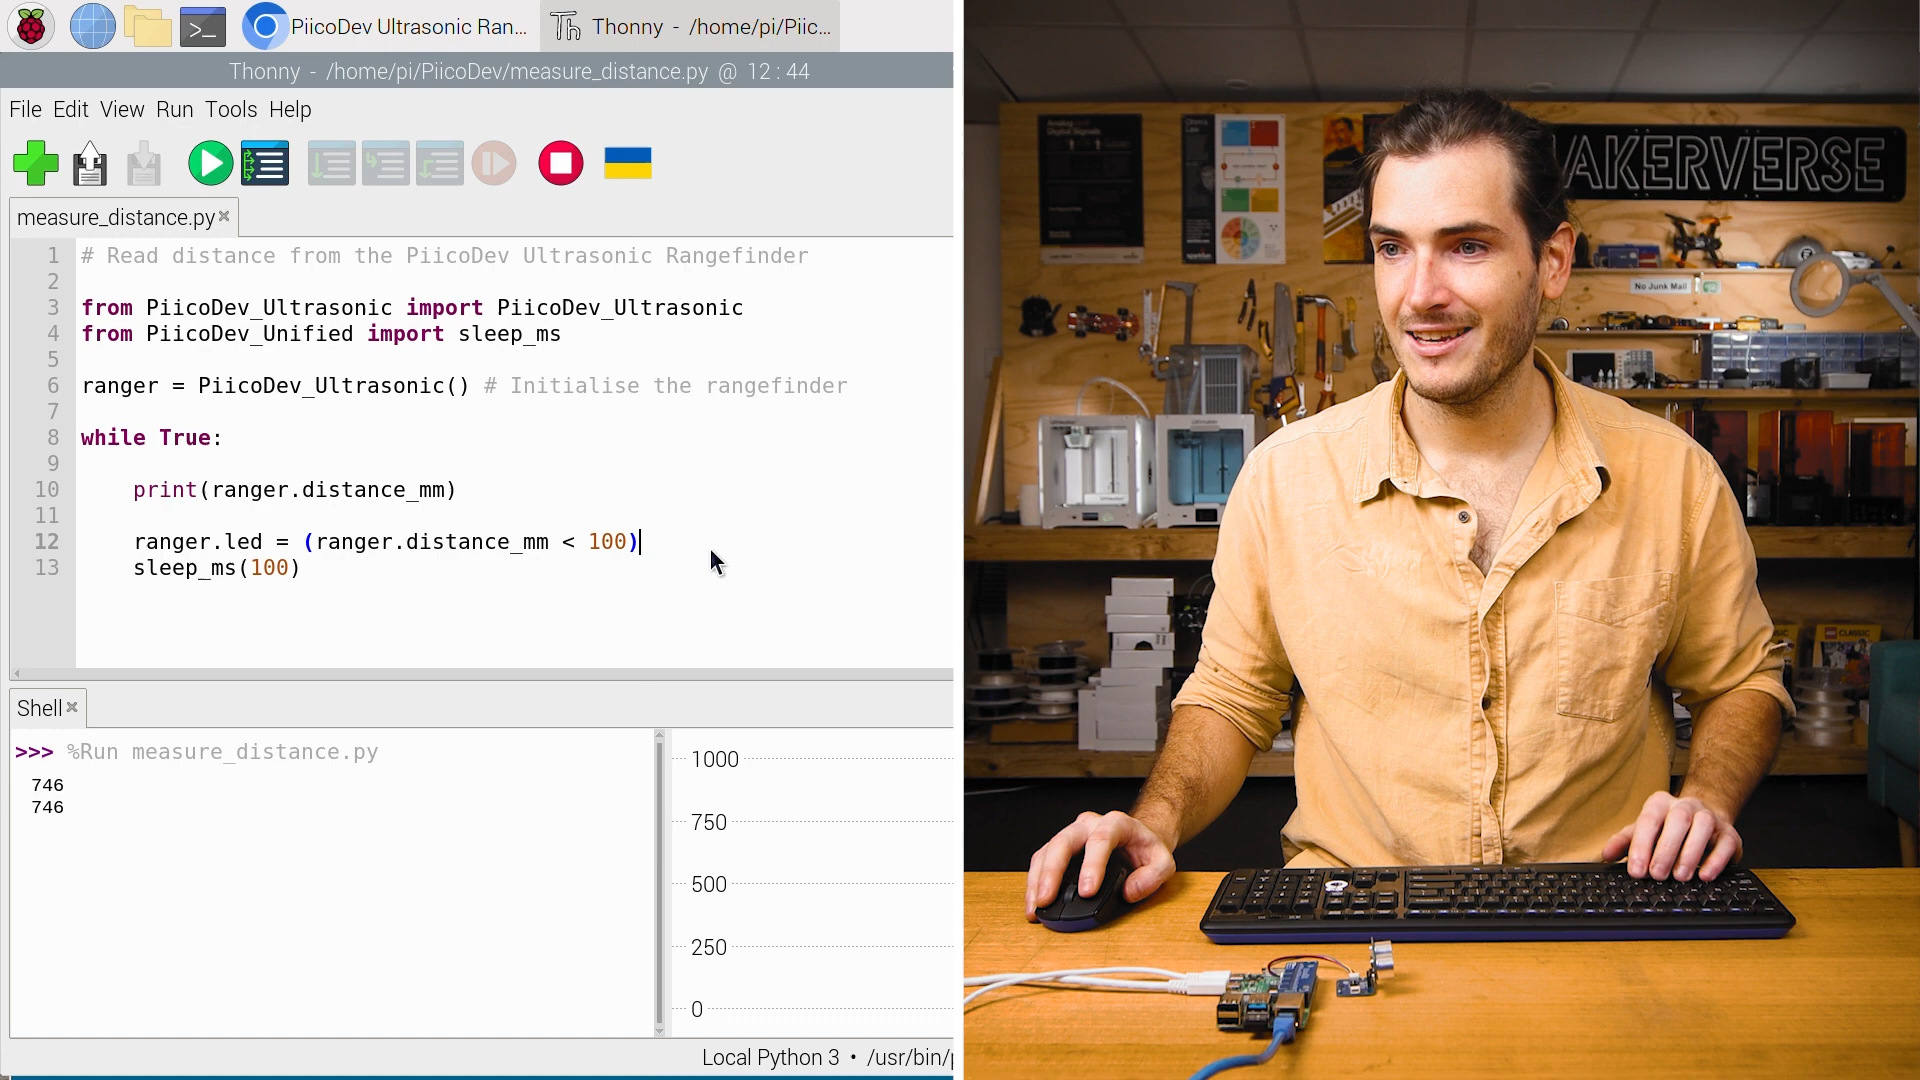 PiicoDev Ultrasonic Ran...
Thonny - /home/pi/Piic...
Thonny - /home/pi/PiicoDev/measure_distance.py @ 12 : 44
File Edit View Run Tools Help
measure_distance.py
1 # Read distance from the PiicoDev Ultrasonic Rangefinder
2
3 from PiicoDev_Ultrasonic import PiicoDev_Ultrasonic
4 from PiicoDev_Unified import sleep_ms
5
6 ranger = PiicoDev_Ultrasonic() # Initialise the rangefinder
7
8 while True:
9
10 print(ranger.distance_mm)
11
12 ranger.led = (ranger.distance_mm < 100)
13 sleep_ms(100)
Shell
>>> %Run measure_distance.py
746
746
1000
750
500
250
0
Local Python 3 • /usr/bin/
AKERVERSE
No Junk Mail
CLASSIC